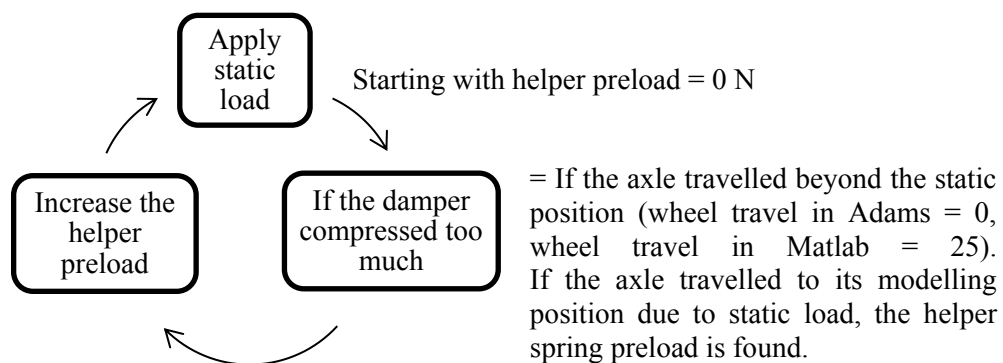 Apply
static
load
Starting with helper preload = 0 N
If the damper
compressed too
much
= If the axle travelled beyond the static
position (wheel travel in Adams = 0,
wheel travel in Matlab = 25).
If the axle travelled to its modelling
position due to static load, the helper
spring preload is found.
Increase the
helper
preload